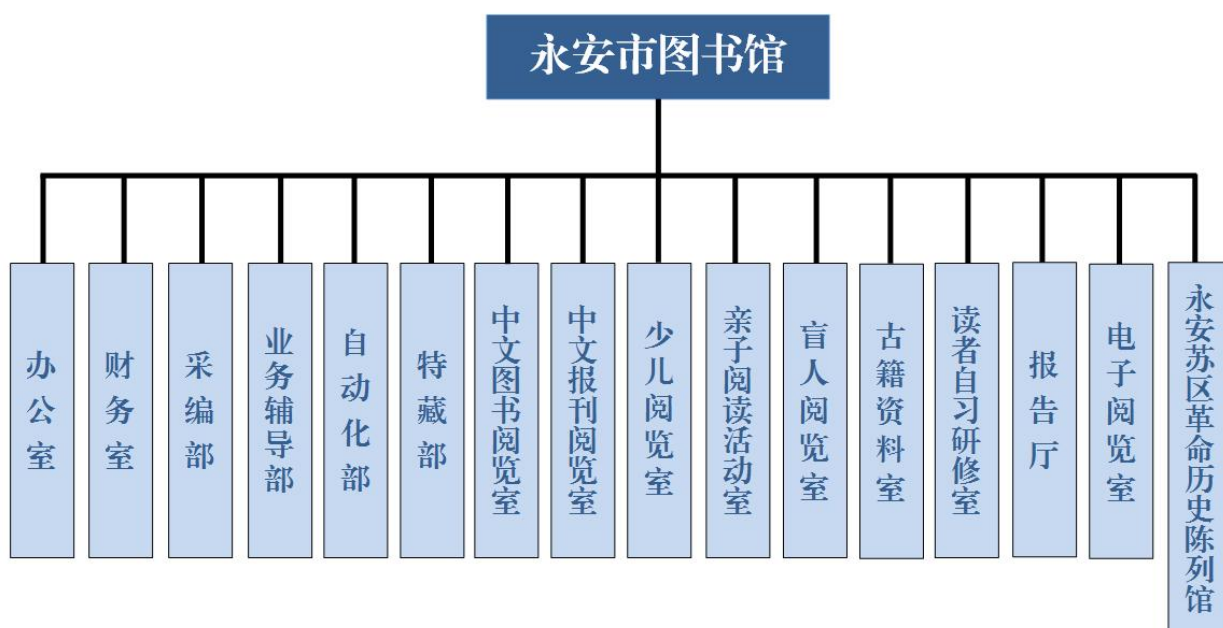 永安市图书馆
办公室
财务室
采编部
业务辅导部
自动化部
特藏部
中文图书阅览室
中文报刊阅览室
少儿阅览室
亲子阅读活动室
盲人阅览室
古籍资料室
读者自习研修室
报告厅
电子阅览室
永安苏区革命历史陈列馆